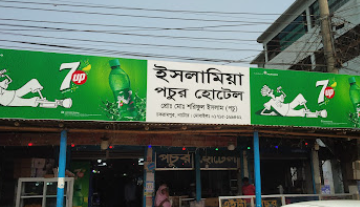 7up
ইসলামিয়া
পচুর হোটেল
প্রোঃ মোঃ শরিফুল ইসলাম (পচু)
7up
পচুর হোটেল